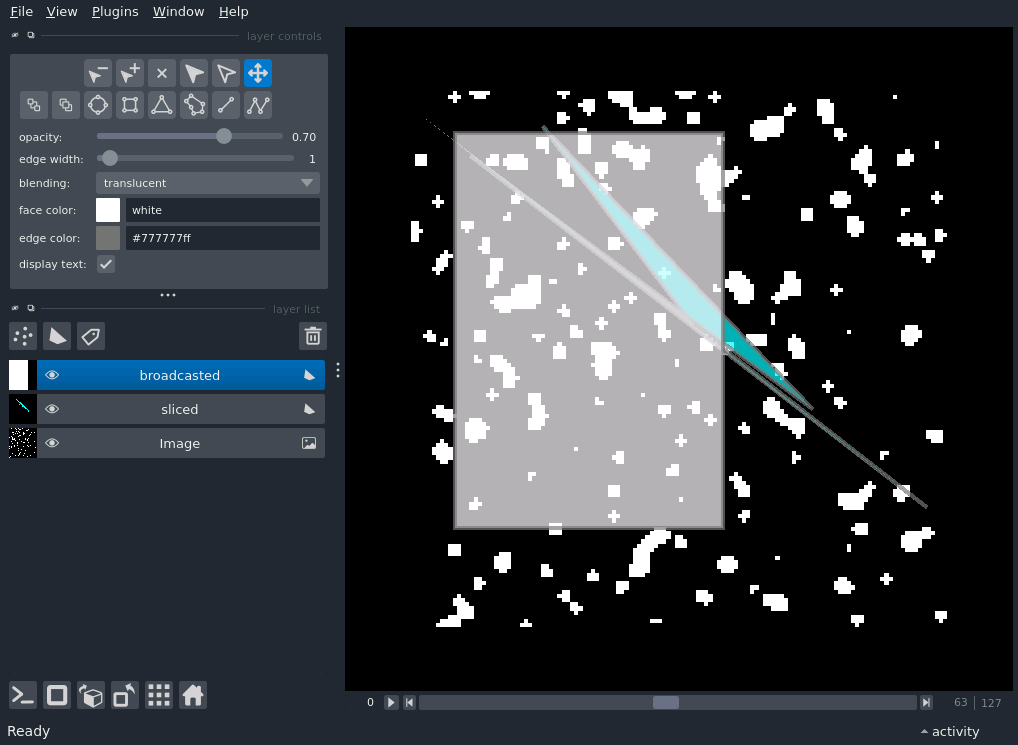 File View Plugins Window Help
layer controls
opacity: 0.70
edge width: 1
blending: translucent
face color: white
edge color: #777777ff
display text:
layer list
broadcasted
sliced
Image
0 63 127
Ready activity